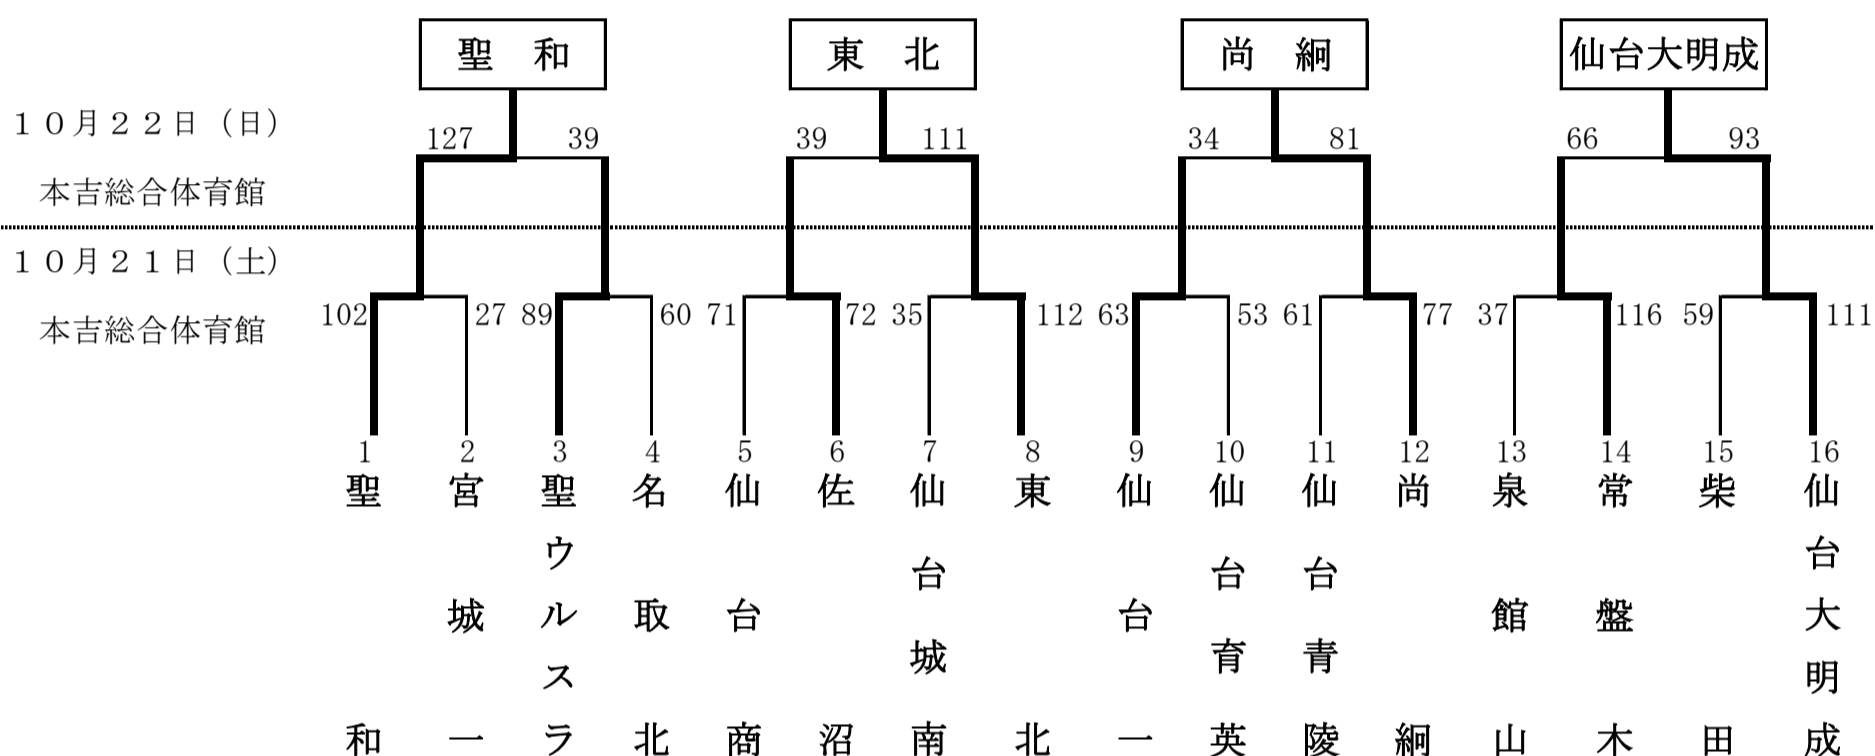 聖　和
東　北
尚　絅
仙台大明成
１０月２２日（日）
127 39 39 111 34 81 66 93
本吉総合体育館
１０月２１日（土）
本吉総合体育館
102 27 89 60 71 72 35 112 63 53 61 77 37 116 59 111
1 2 3 4 5 6 7 8 9 10 11 12 13 14 15 16
聖和
宮城一
聖ウルスラ
名取北
仙台商
佐沼
仙台城南
東北
仙台一
仙台育英
仙台青陵
尚絅
泉館山
常盤木
柴田
仙台大明成